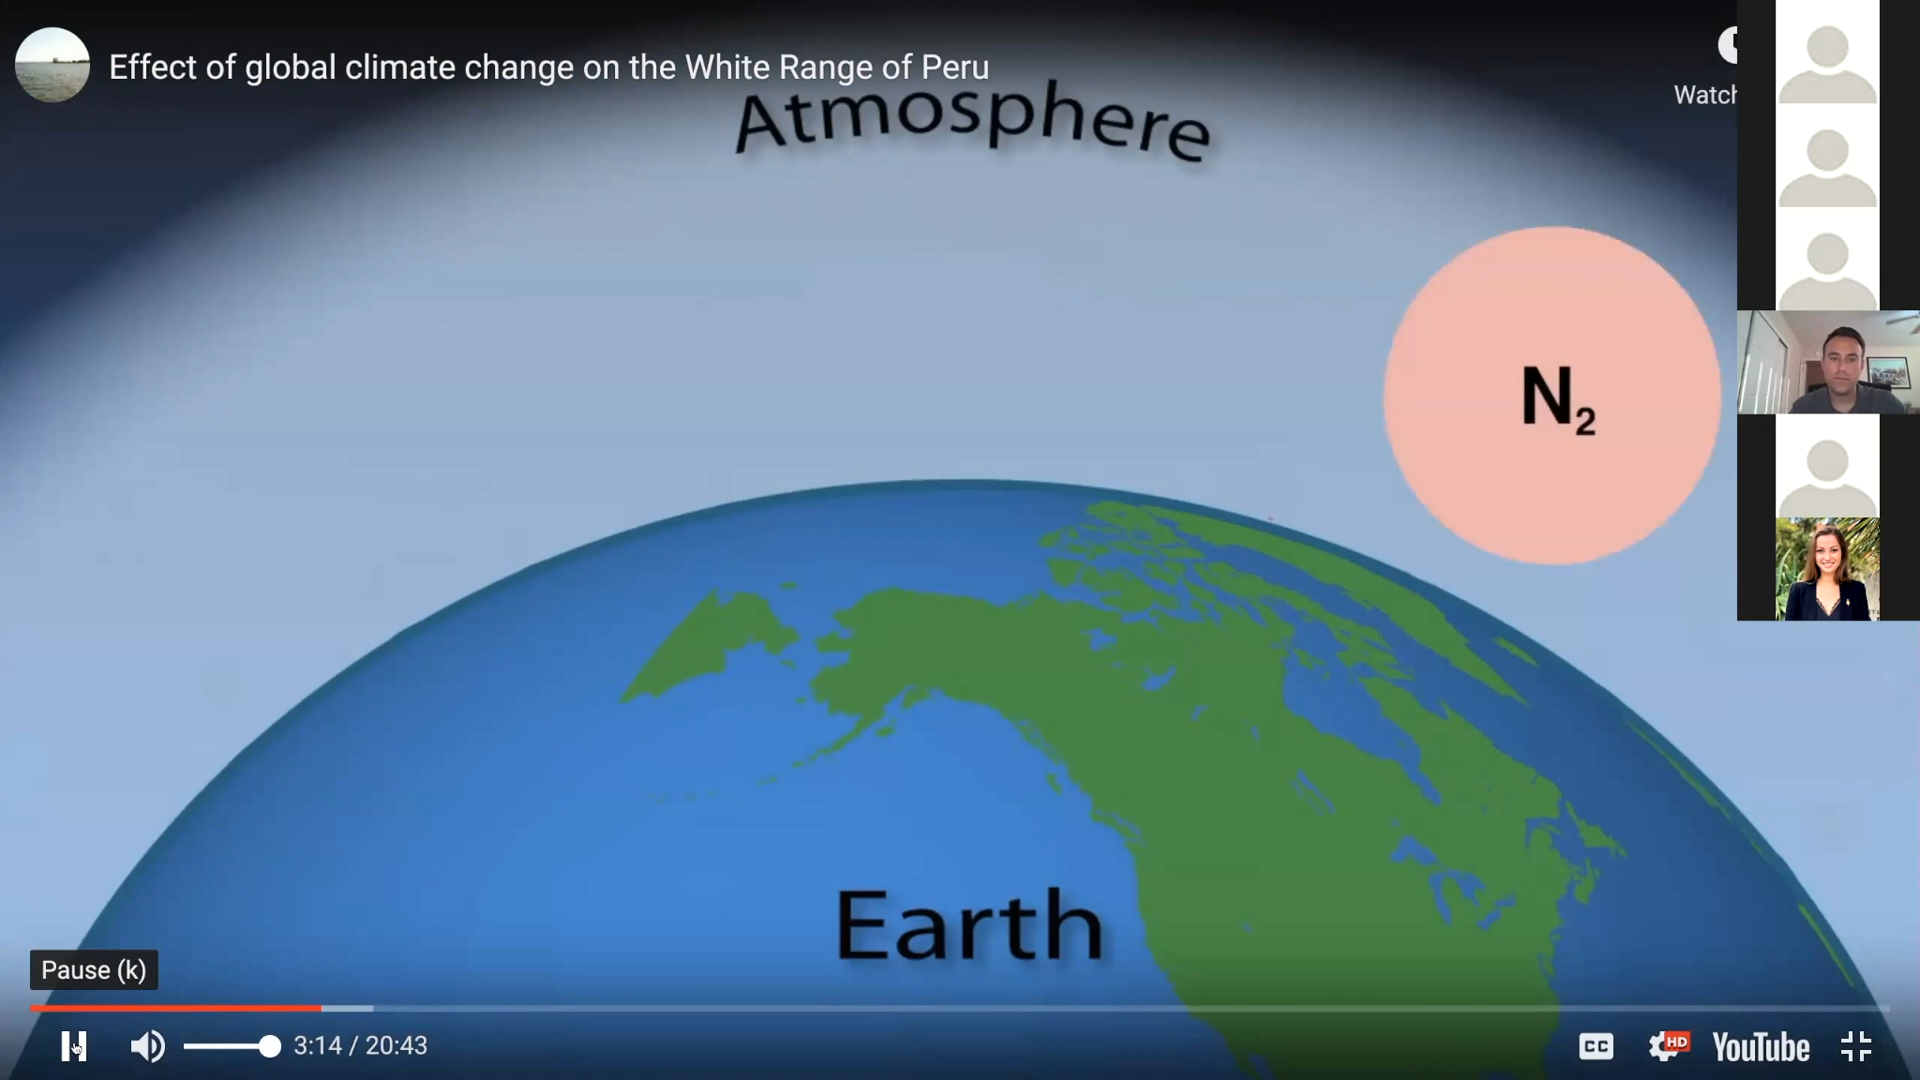 Effect of global climate change on the White Range of Peru
Watch
Atmosphere
N₂
Earth
Pause (k)
3:14 / 20:43
CC
HD
YouTube